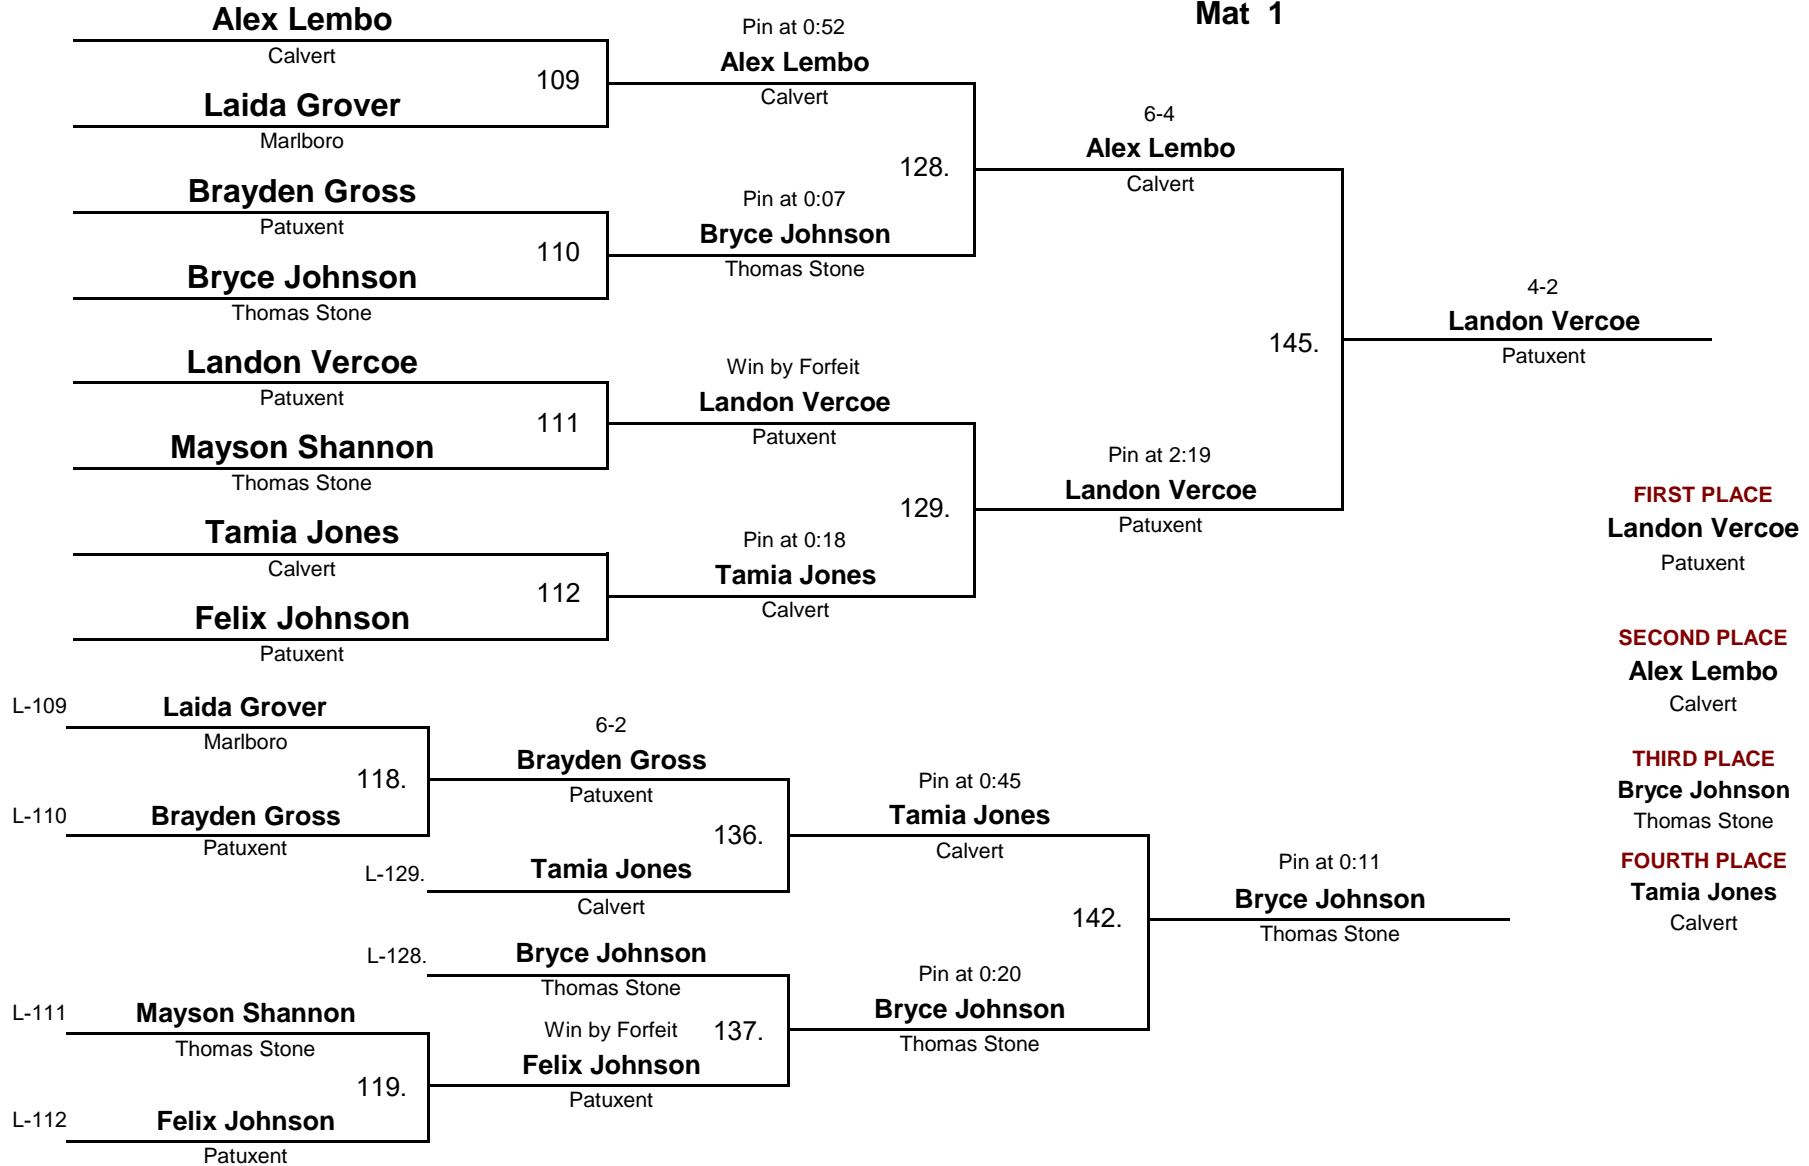 Mat 1
Alex Lembo
Calvert
109
Laida Grover
Marlboro
Brayden Gross
Patuxent
110
Bryce Johnson
Thomas Stone
Landon Vercoe
Patuxent
111
Mayson Shannon
Thomas Stone
Tamia Jones
Calvert
112
Felix Johnson
Patuxent
Pin at 0:52
Alex Lembo
Calvert
128.
Pin at 0:07
Bryce Johnson
Thomas Stone
Win by Forfeit
Landon Vercoe
Patuxent
129.
Pin at 0:18
Tamia Jones
Calvert
6-4
Alex Lembo
Calvert
145.
Pin at 2:19
Landon Vercoe
Patuxent
4-2
Landon Vercoe
Patuxent
FIRST PLACE
Landon Vercoe
Patuxent
SECOND PLACE
Alex Lembo
Calvert
THIRD PLACE
Bryce Johnson
Thomas Stone
FOURTH PLACE
Tamia Jones
Calvert
L-109
Laida Grover
Marlboro
118.
L-110
Brayden Gross
Patuxent
6-2
Brayden Gross
Patuxent
136.
L-129.
Tamia Jones
Calvert
L-128.
Bryce Johnson
Thomas Stone
L-111
Mayson Shannon
Thomas Stone
119.
L-112
Felix Johnson
Patuxent
Win by Forfeit
137.
Felix Johnson
Patuxent
Pin at 0:45
Tamia Jones
Calvert
142.
Pin at 0:20
Bryce Johnson
Thomas Stone
Pin at 0:11
Bryce Johnson
Thomas Stone